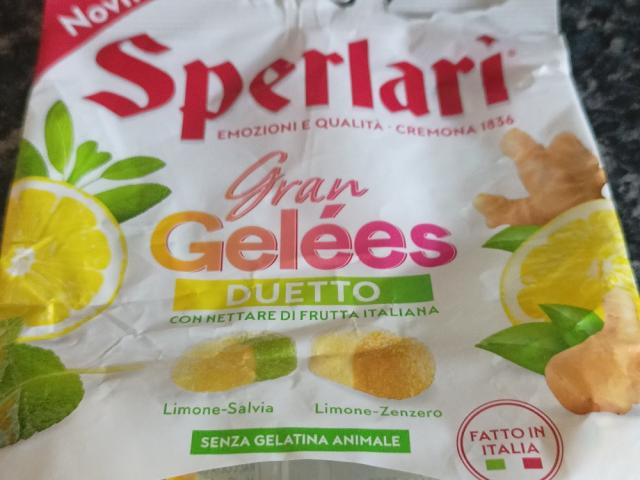 Sperlari
EMOZIONI E QUALITÀ · CREMONA 1836
Gran
Gelées
DUETTO
CON NETTARE DI FRUTTA ITALIANA
Limone-Salvia
Limone-Zenzero
SENZA GELATINA ANIMALE
FATTO IN
ITALIA